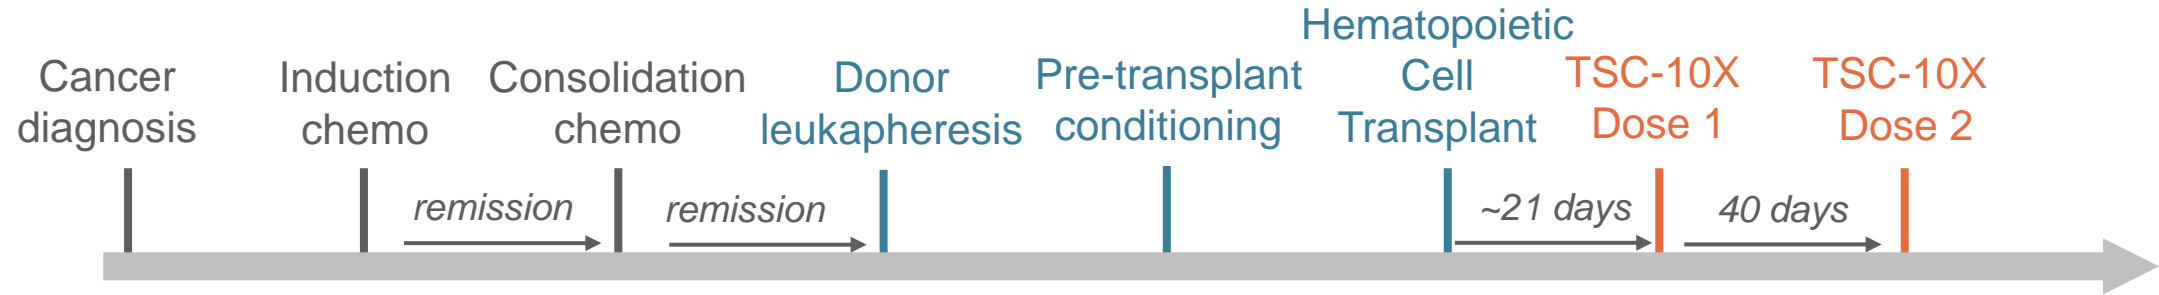 Cancer
diagnosis
Induction
chemo
Consolidation
chemo
Donor
leukapheresis
Pre-transplant
conditioning
Hematopoietic
Cell
Transplant
TSC-10X
Dose 1
TSC-10X
Dose 2
remission
remission
~21 days
40 days